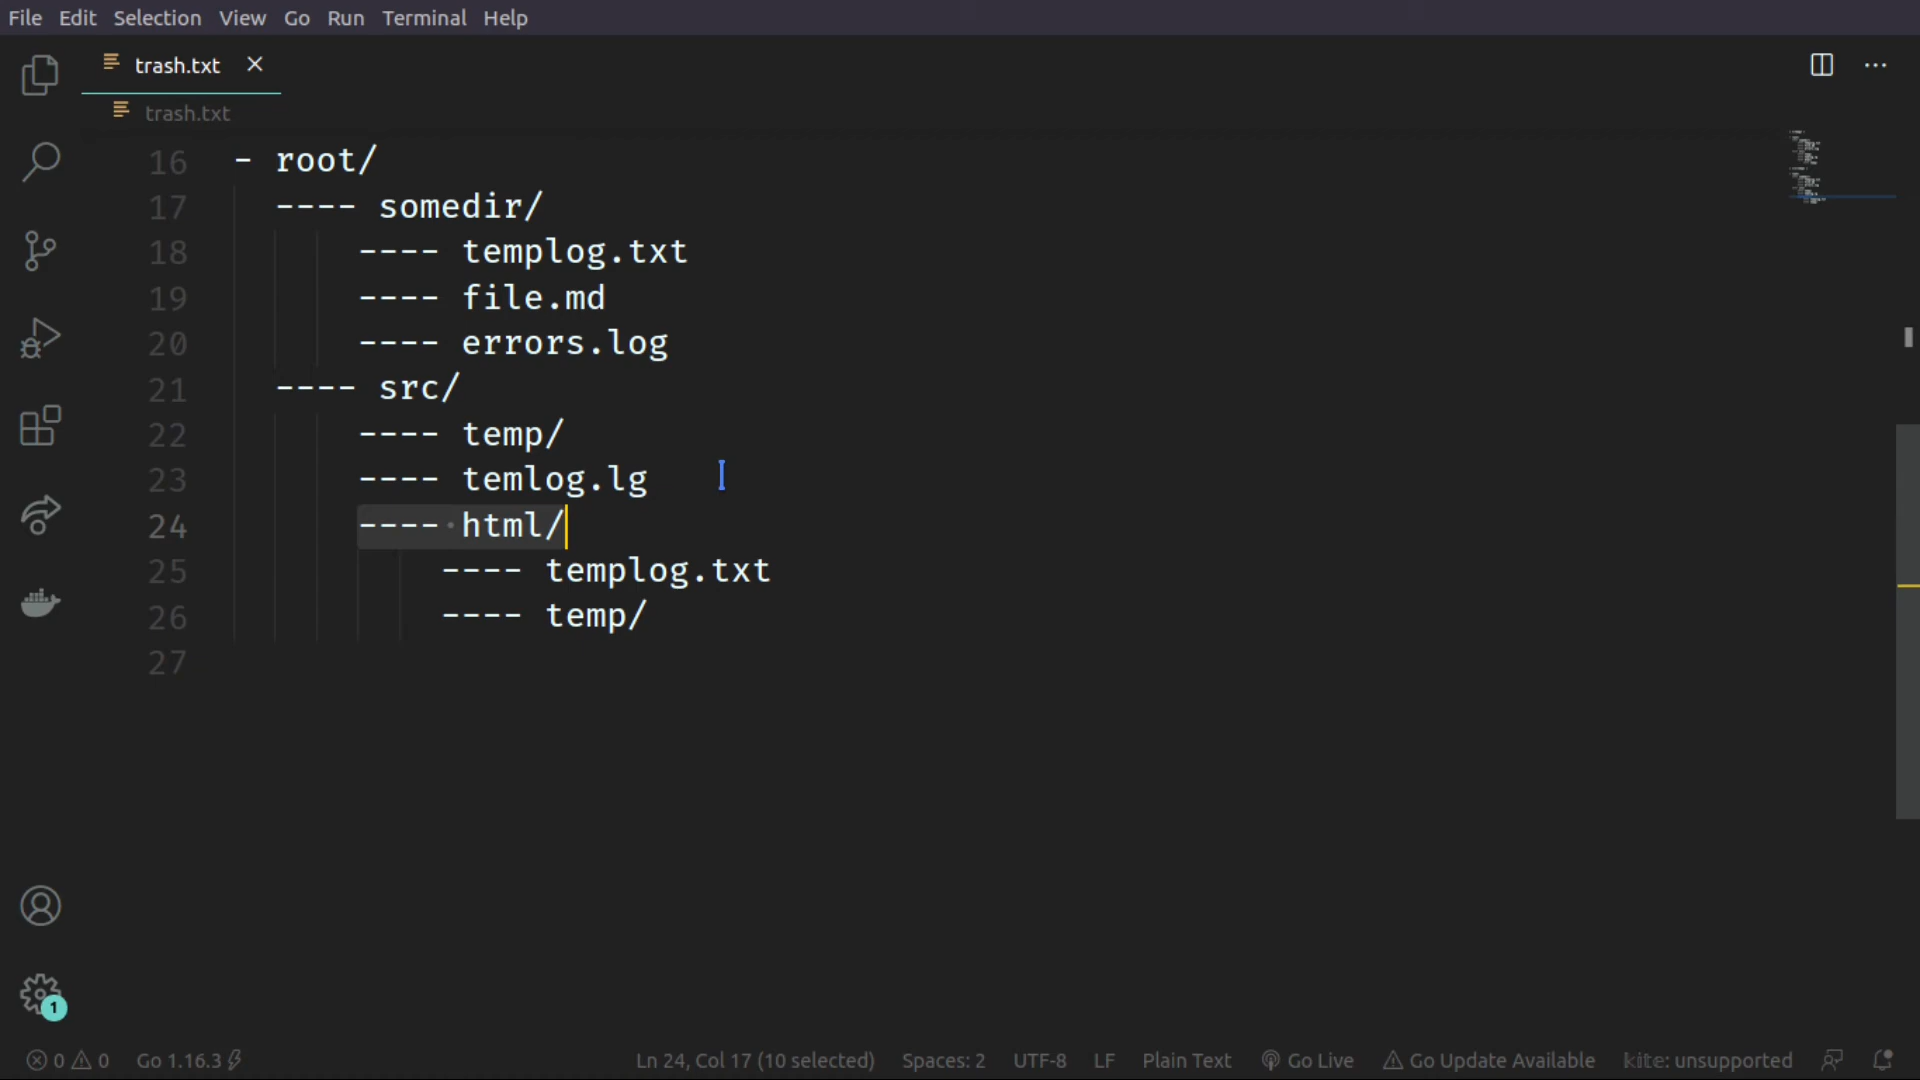 File Edit Selection View Go Run Terminal Help
trash.txt
trash.txt
16 - root/
17 ---- somedir/
18 ---- templog.txt
19 ---- file.md
20 ---- errors.log
21 ---- src/
22 ---- temp/
23 ---- temlog.lg
24 ---- html/
25 ---- templog.txt
26 ---- temp/
27
1
0 0 Go 1.16.3 Ln 24, Col 17 (10 selected) Spaces: 2 UTF-8 LF Plain Text Go Live Go Update Available kite: unsupported